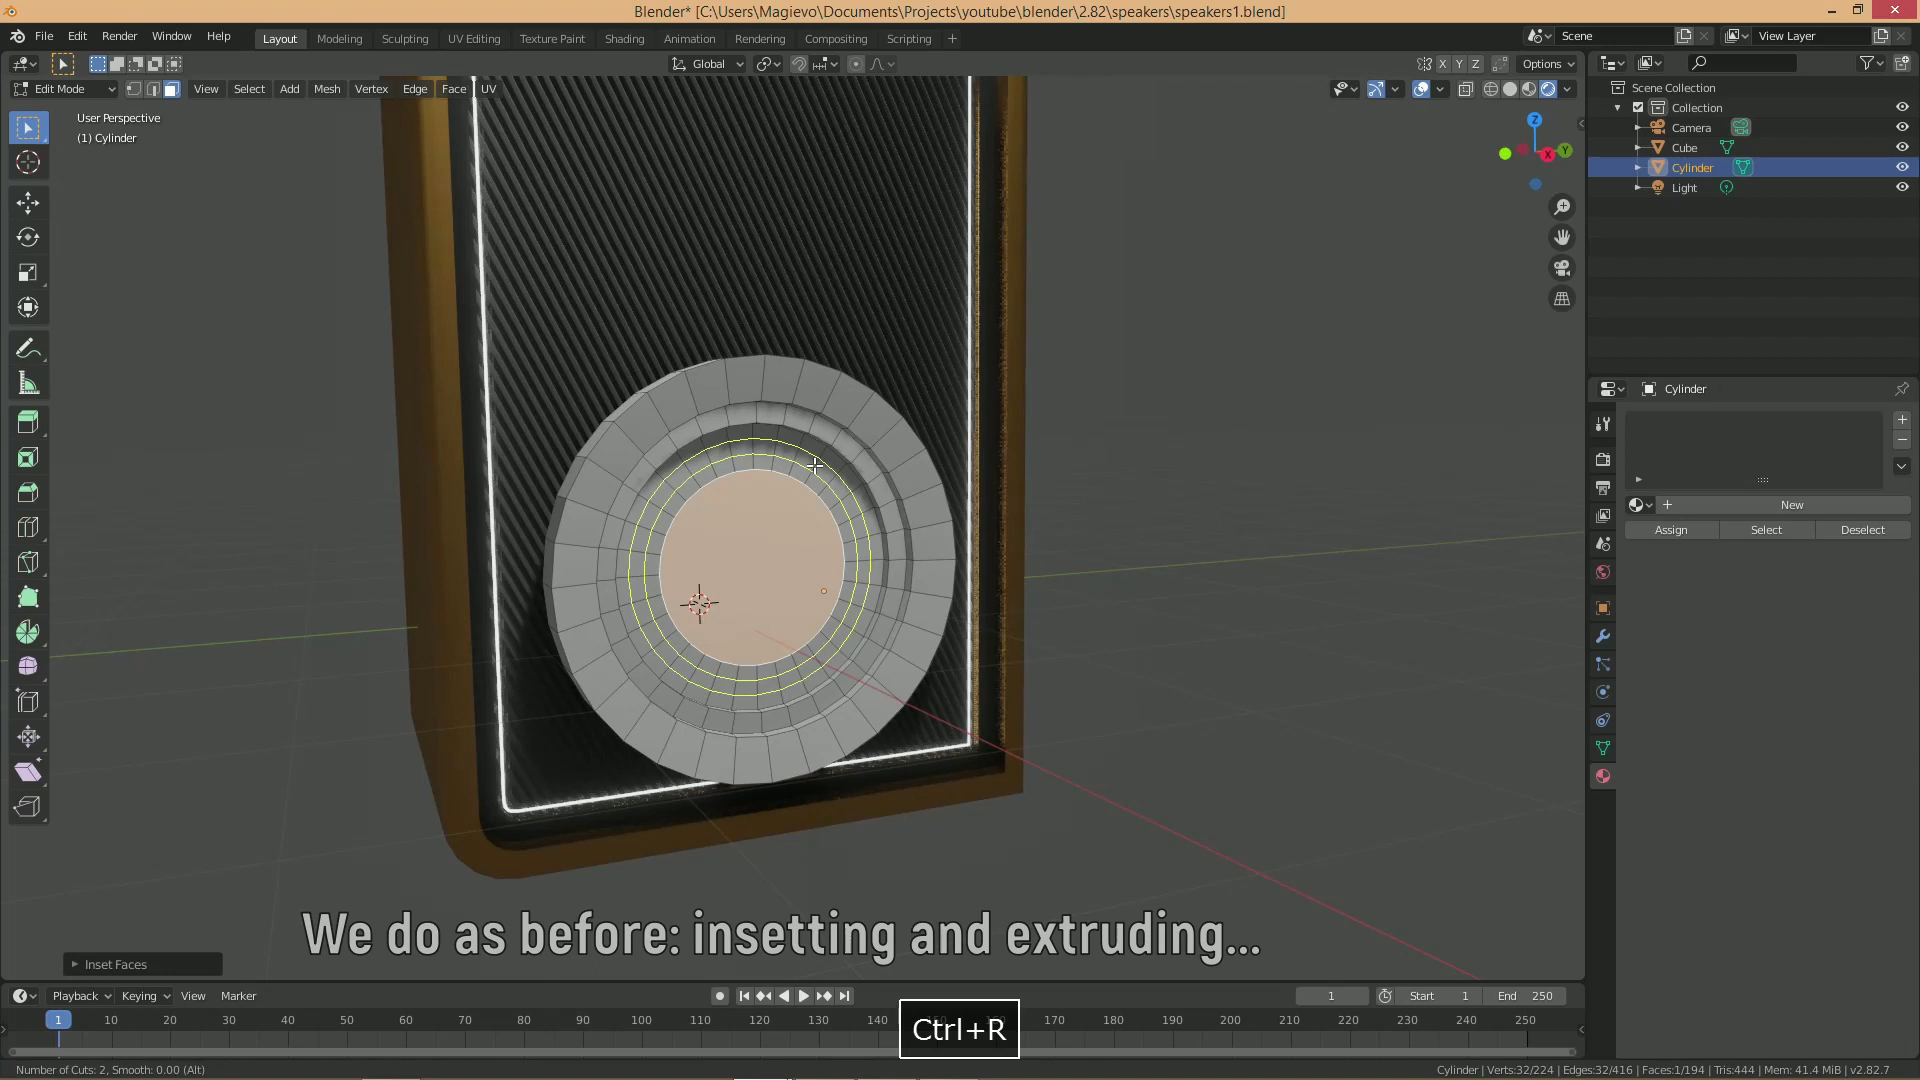 Blender* [C:\Users\Magievo\Documents\Projects\youtube\blender\2.82\speakers\speakers1.blend]
File Edit Render Window Help Layout Modeling Sculpting UV Editing Texture Paint Shading Animation Rendering Compositing Scripting + Scene View Layer
Global X Y Z Options
Edit Mode View Select Add Mesh Vertex Edge Face UV
User Perspective
(1) Cylinder
Z
X Y
Scene Collection
Collection
Camera
Cube
Cylinder
Light
Cylinder
New
Assign Select Deselect
We do as before: insetting and extruding...
Inset Faces
Playback Keying View Marker 1 Start 1 End 250
1 10 20 30 40 50 60 70 80 90 100 110 120 130 140 170 180 190 200 210 220 230 240 250
Ctrl+R
Number of Cuts: 2, Smooth: 0.00 (Alt)
Cylinder | Verts:32/224 | Edges:32/416 | Faces:1/194 | Tris:444 | Mem: 41.4 MiB | v2.82.7